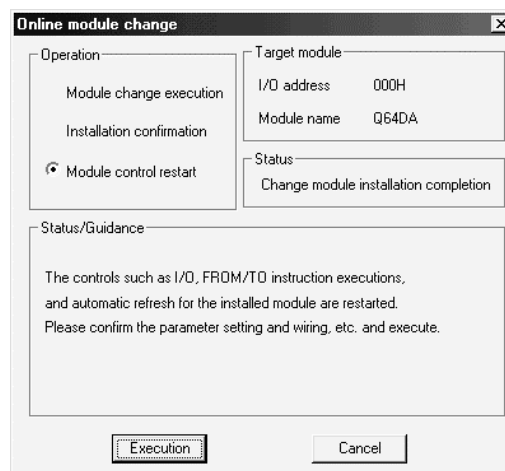 Online module change
Operation
Module change execution
Installation confirmation
Module control restart
Target module
I/O address 000H
Module name Q64DA
Status
Change module installation completion
Status/Guidance
The controls such as I/O, FROM/TO instruction executions,
and automatic refresh for the installed module are restarted.
Please confirm the parameter setting and wiring, etc. and execute.
Execution Cancel